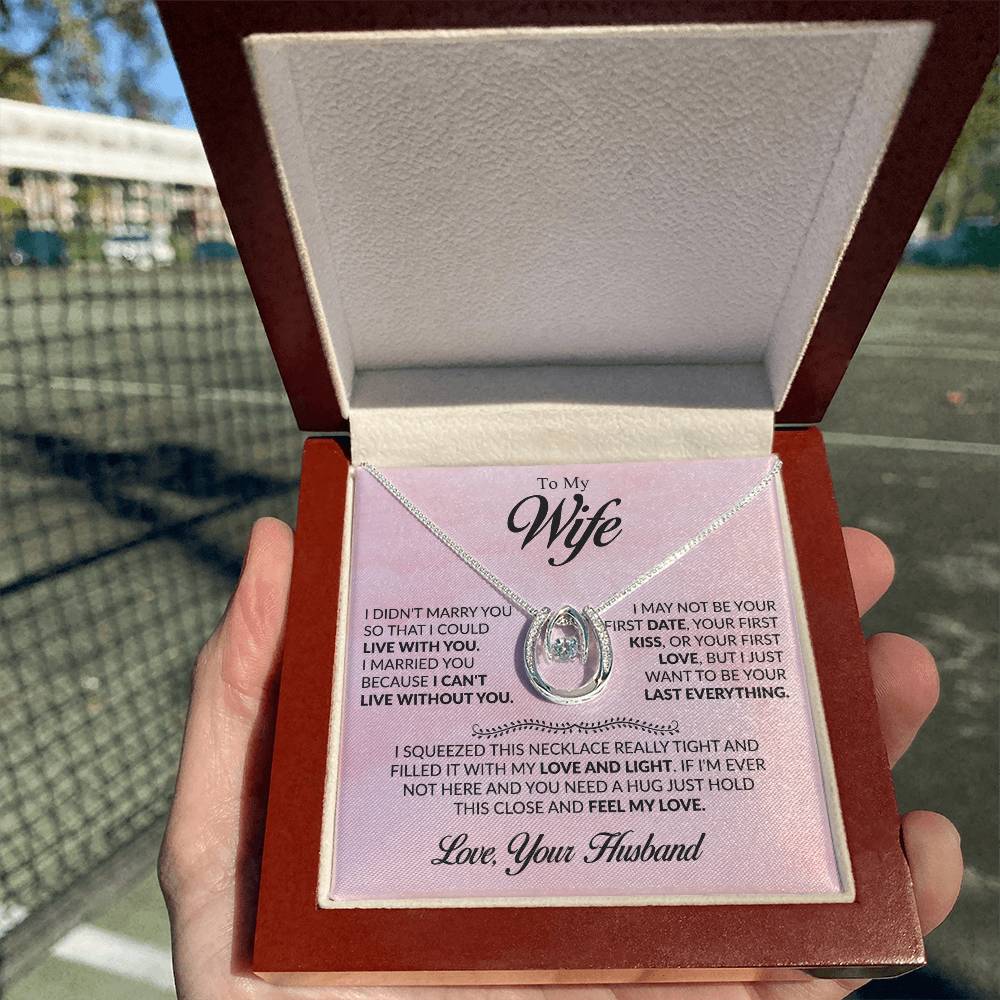 To My
Wife
I DIDN'T MARRY YOU
SO THAT I COULD
LIVE WITH YOU.
I MARRIED YOU
BECAUSE I CAN'T
LIVE WITHOUT YOU.
I MAY NOT BE YOUR
FIRST DATE, YOUR FIRST
KISS, OR YOUR FIRST
LOVE, BUT I JUST
WANT TO BE YOUR
LAST EVERYTHING.
I SQUEEZED THIS NECKLACE REALLY TIGHT AND
FILLED IT WITH MY LOVE AND LIGHT. IF I'M EVER
NOT HERE AND YOU NEED A HUG JUST HOLD
THIS CLOSE AND FEEL MY LOVE.
Love, Your Husband